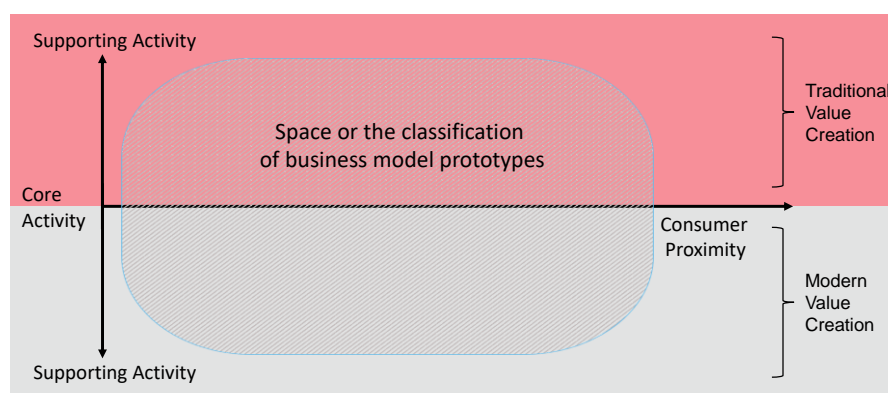 Supporting Activity
Space or the classification
of business model prototypes
Traditional
Value
Creation
Core
Activity
Consumer
Proximity
Modern
Value
Creation
Supporting Activity